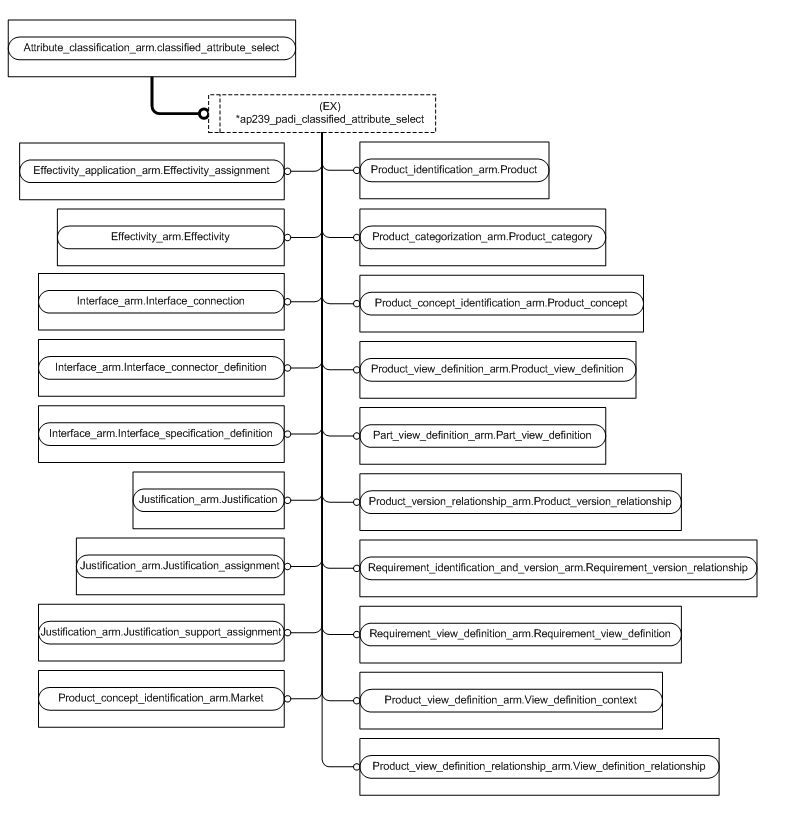 Attribute_classification_arm.classified_attribute_select
(EX)
*ap239_padi_classified_attribute_select
Effectivity_application_arm.Effectivity_assignment
Product_identification_arm.Product
Effectivity_arm.Effectivity
Product_categorization_arm.Product_category
Interface_arm.Interface_connection
Product_concept_identification_arm.Product_concept
Interface_arm.Interface_connector_definition
Product_view_definition_arm.Product_view_definition
Interface_arm.Interface_specification_definition
Part_view_definition_arm.Part_view_definition
Justification_arm.Justification
Product_version_relationship_arm.Product_version_relationship
Justification_arm.Justification_assignment
Requirement_identification_and_version_arm.Requirement_version_relationship
Justification_arm.Justification_support_assignment
Requirement_view_definition_arm.Requirement_view_definition
Product_concept_identification_arm.Market
Product_view_definition_arm.View_definition_context
Product_view_definition_relationship_arm.View_definition_relationship